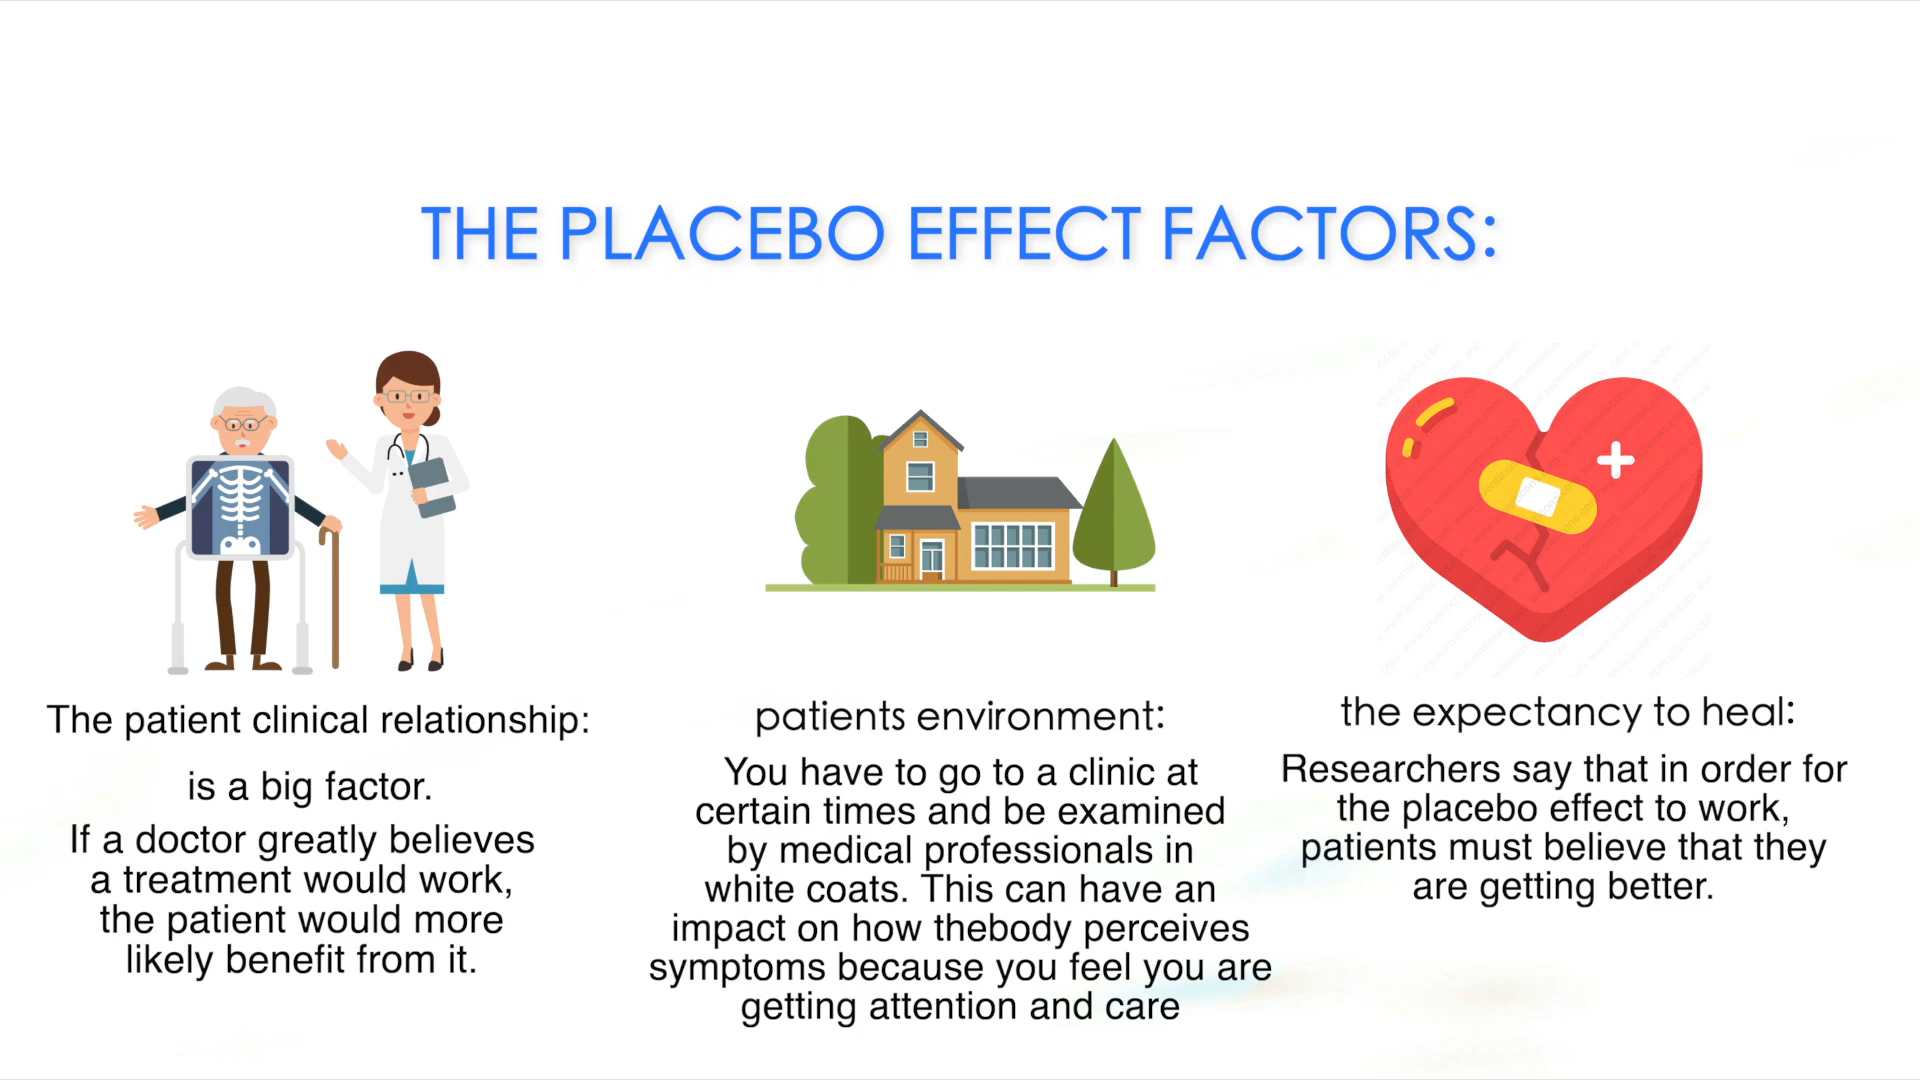 THE PLACEBO EFFECT FACTORS:
The patient clinical relationship:
is a big factor.
If a doctor greatly believes
a treatment would work,
the patient would more
likely benefit from it.
patients environment:
You have to go to a clinic at
certain times and be examined
by medical professionals in
white coats. This can have an
impact on how thebody perceives
symptoms because you feel you are
getting attention and care
the expectancy to heal:
Researchers say that in order for
the placebo effect to work,
patients must believe that they
are getting better.